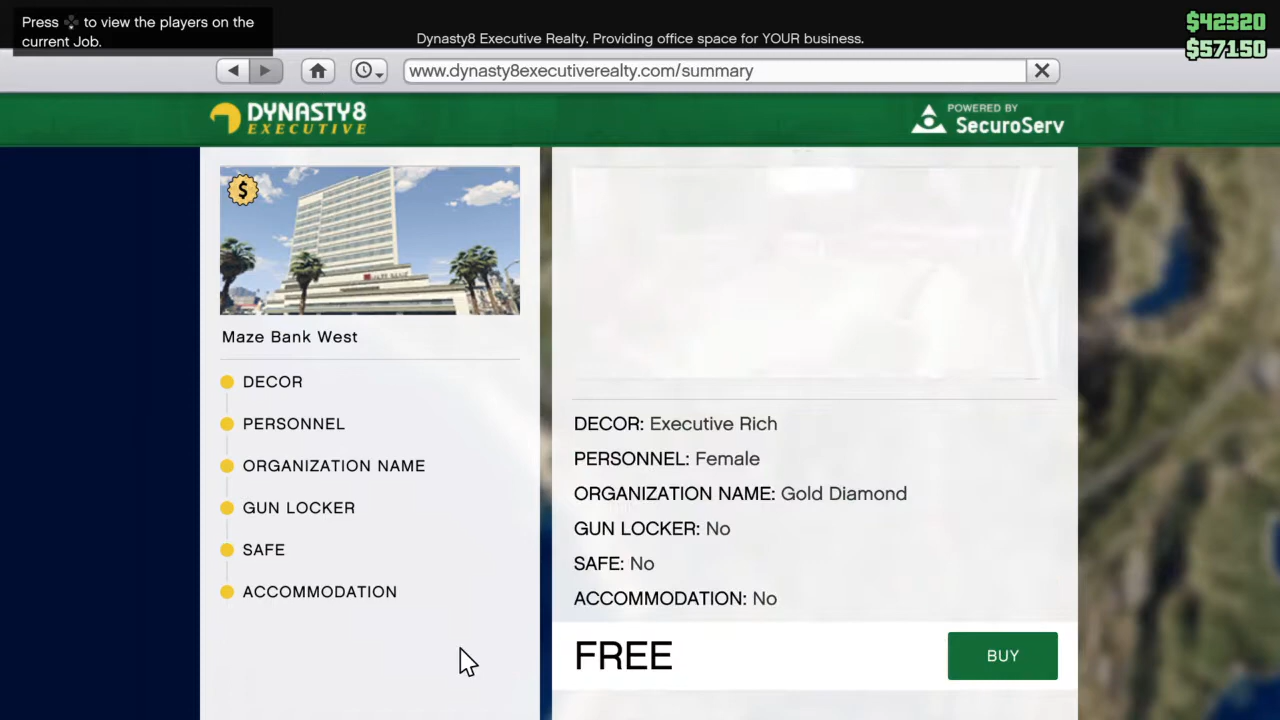 Press to view the players on the
current Job.
$42320
$57150
Dynasty8 Executive Realty. Providing office space for YOUR business.
www.dynasty8executiverealty.com/summary
DYNASTY8
EXECUTIVE
POWERED BY
SecuroServ
$
Maze Bank West
DECOR
PERSONNEL
ORGANIZATION NAME
GUN LOCKER
SAFE
ACCOMMODATION
DECOR: Executive Rich
PERSONNEL: Female
ORGANIZATION NAME: Gold Diamond
GUN LOCKER: No
SAFE: No
ACCOMMODATION: No
FREE
BUY